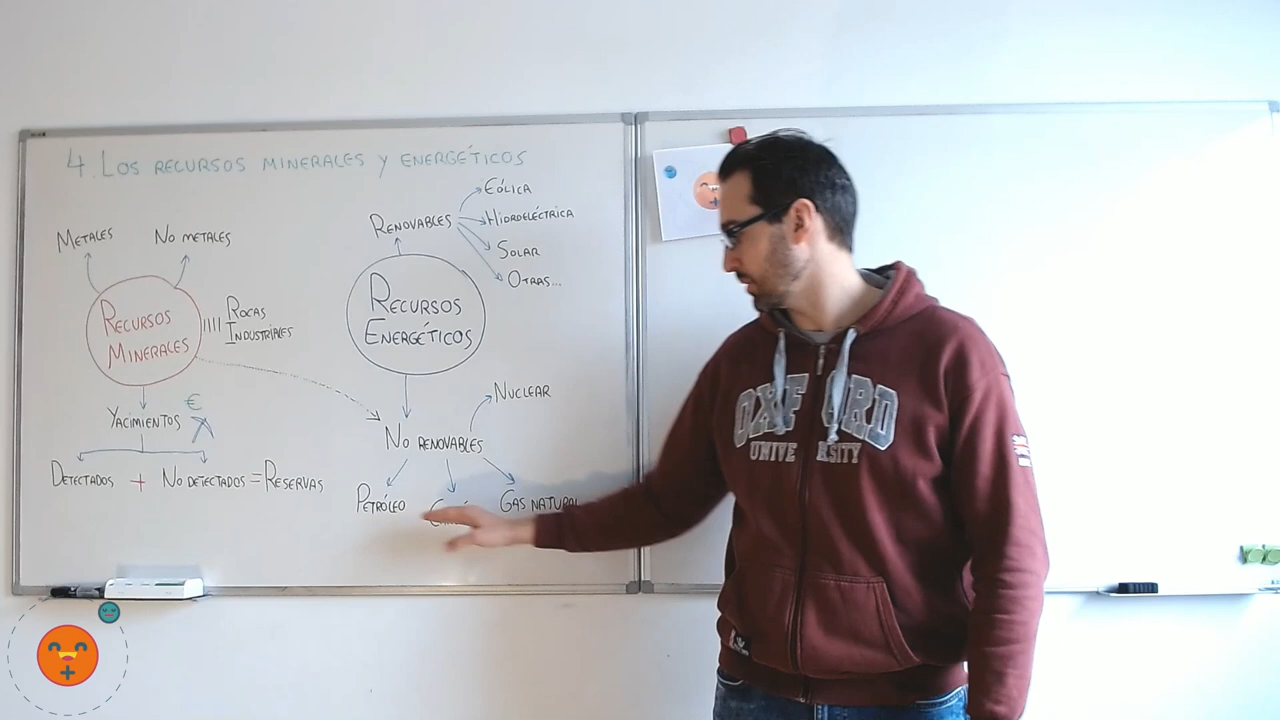 4. Los recursos minerales y energéticos
Metales
No metales
Recursos
Minerales
Rocas
Industriales
Yacimientos €
Detectados + No detectados = Reservas
Renovables
Eólica
Hidroeléctrica
Solar
Otras...
Recursos
Energéticos
Nuclear
No renovables
Petróleo
Gas natural
OXFORD
UNIVERSITY